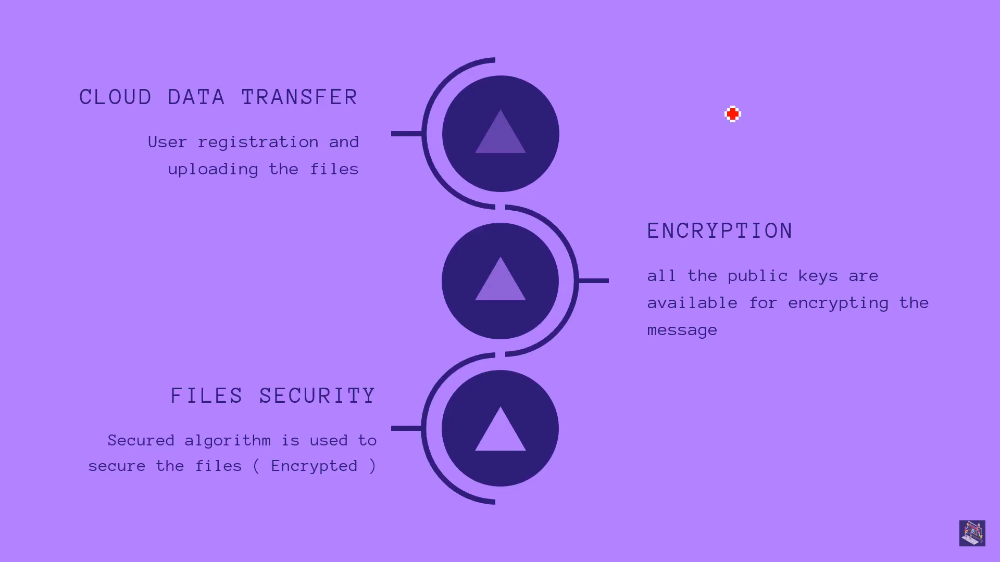 CLOUD DATA TRANSFER
User registration and
uploading the files
ENCRYPTION
all the public keys are
available for encrypting the
message
FILES SECURITY
Secured algorithm is used to
secure the files ( Encrypted )